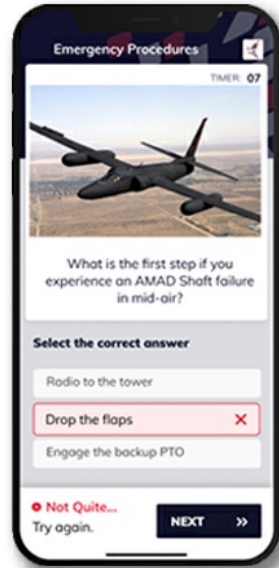 Emergency Procedures
TIMER: 07
What is the first step if you
experience an AMAD Shaft failure
in mid-air?
Select the correct answer
Radio to the tower
Drop the flaps
Engage the backup PTO
Not Quite...
Try again.
NEXT